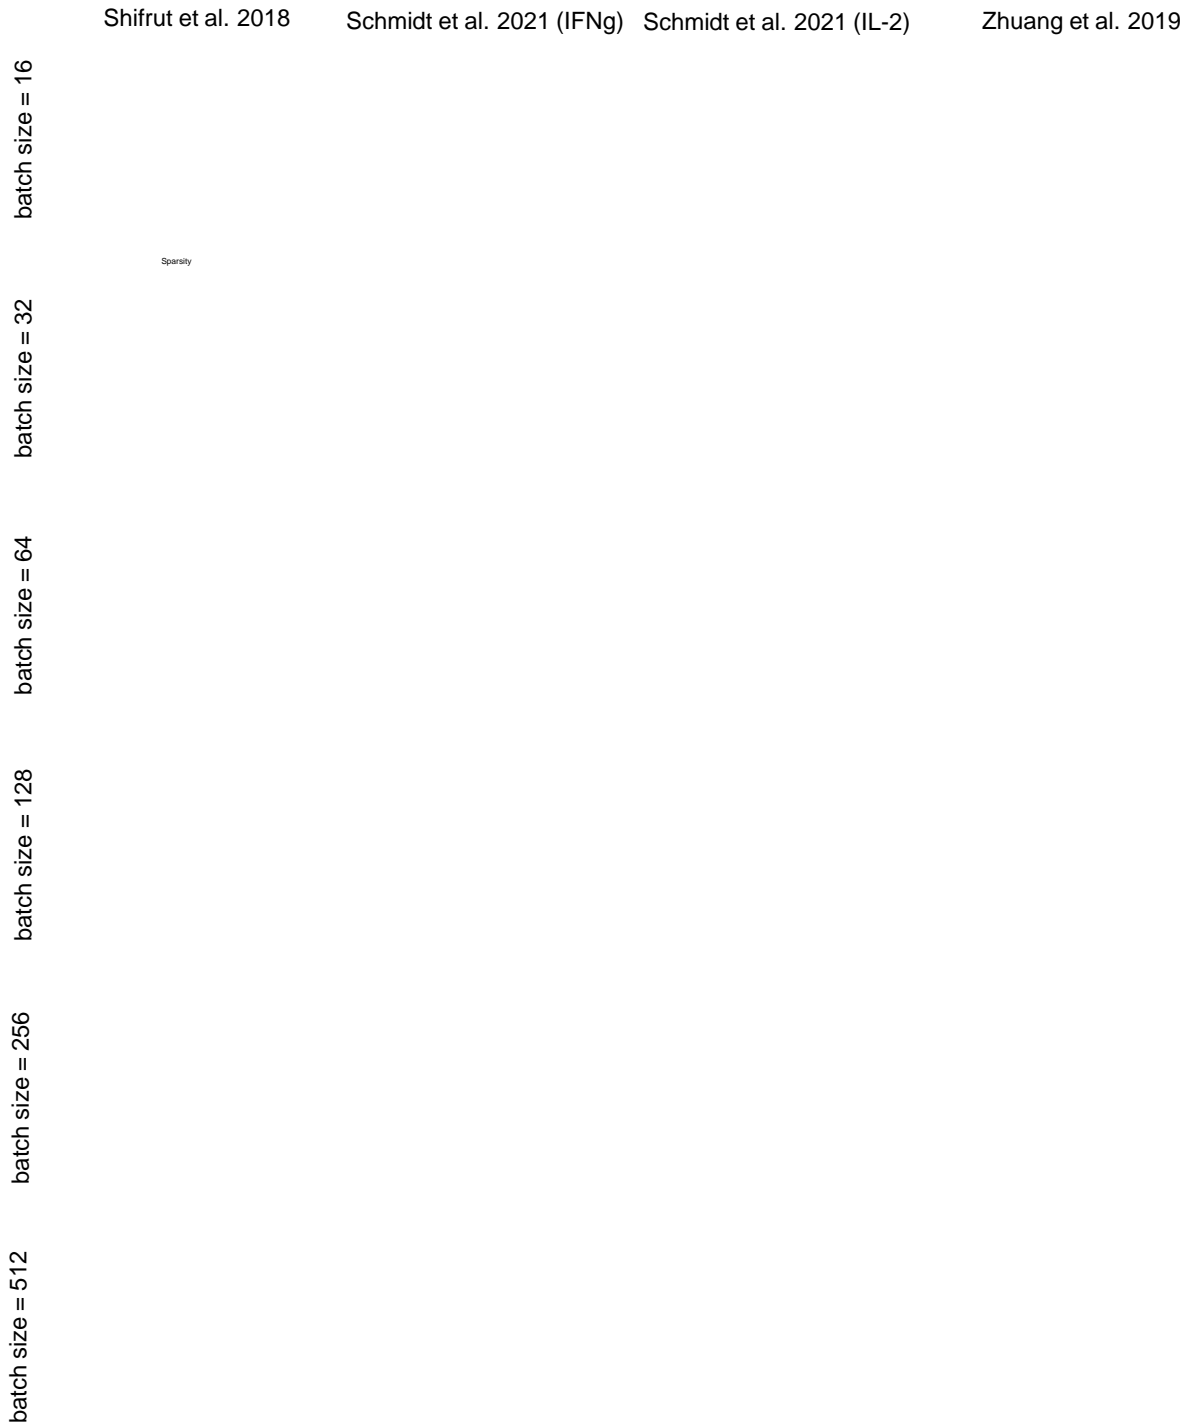 Shifrut et al. 2018
Schmidt et al. 2021 (IFNg)
Schmidt et al. 2021 (IL-2)
Zhuang et al. 2019
batch size = 16
Sparsity
batch size = 32
batch size = 64
batch size = 128
batch size = 256
batch size = 512